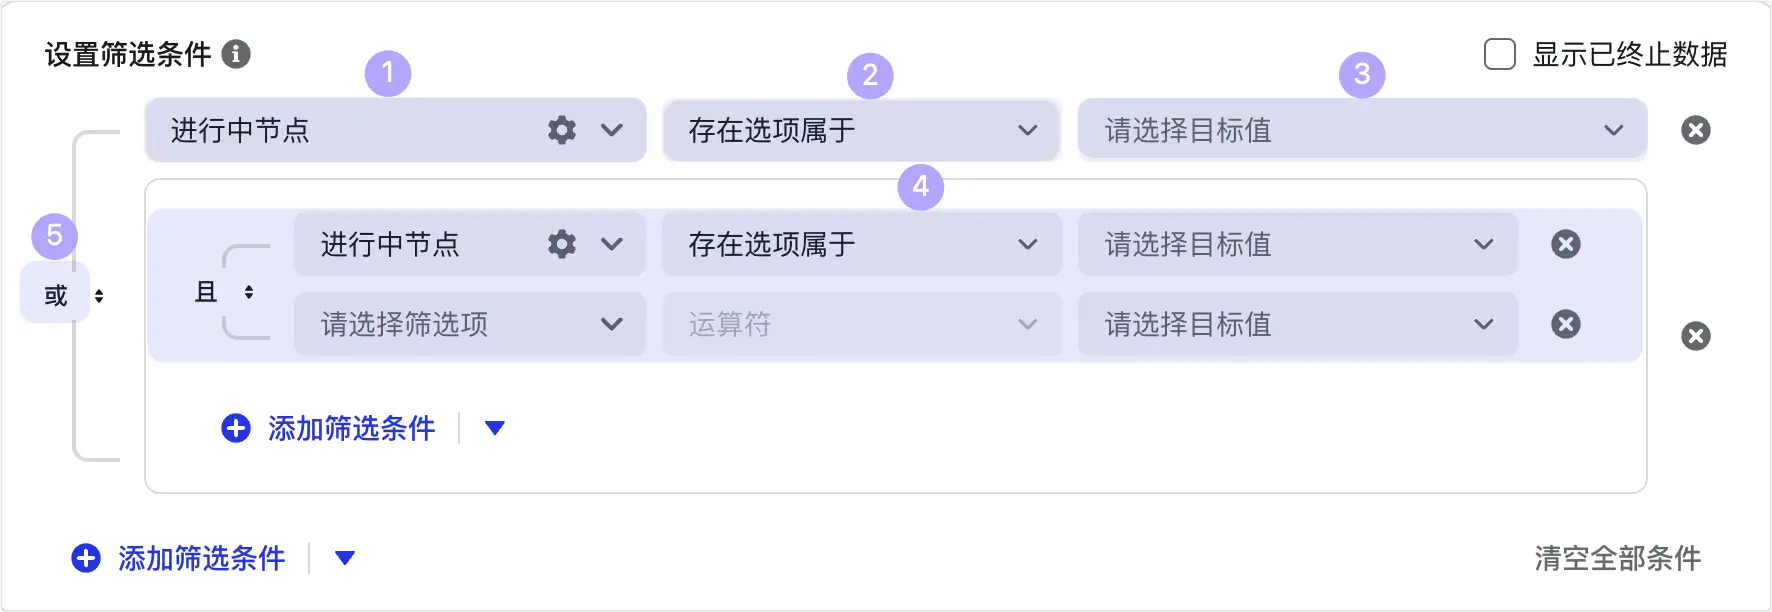 设置筛选条件
显示已终止数据
1
2
3
进行中节点
存在选项属于
请选择目标值
4
5
或
且
进行中节点
存在选项属于
请选择目标值
请选择筛选项
运算符
请选择目标值
添加筛选条件
添加筛选条件
清空全部条件